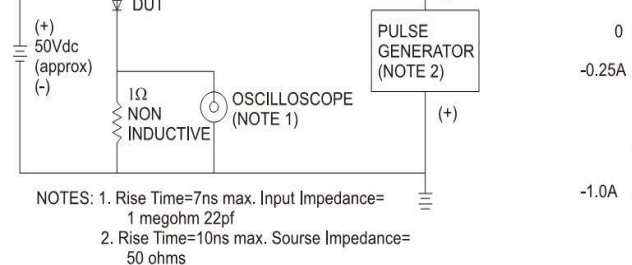 DUT
(+)
50Vdc
(approx)
(-)
1Ω
NON
INDUCTIVE
OSCILLOSCOPE
(NOTE 1)
PULSE
GENERATOR
(NOTE 2)
(+)
0
-0.25A
-1.0A
NOTES: 1. Rise Time=7ns max. Input Impedance=
1 megohm 22pf
2. Rise Time=10ns max. Sourse Impedance=
50 ohms